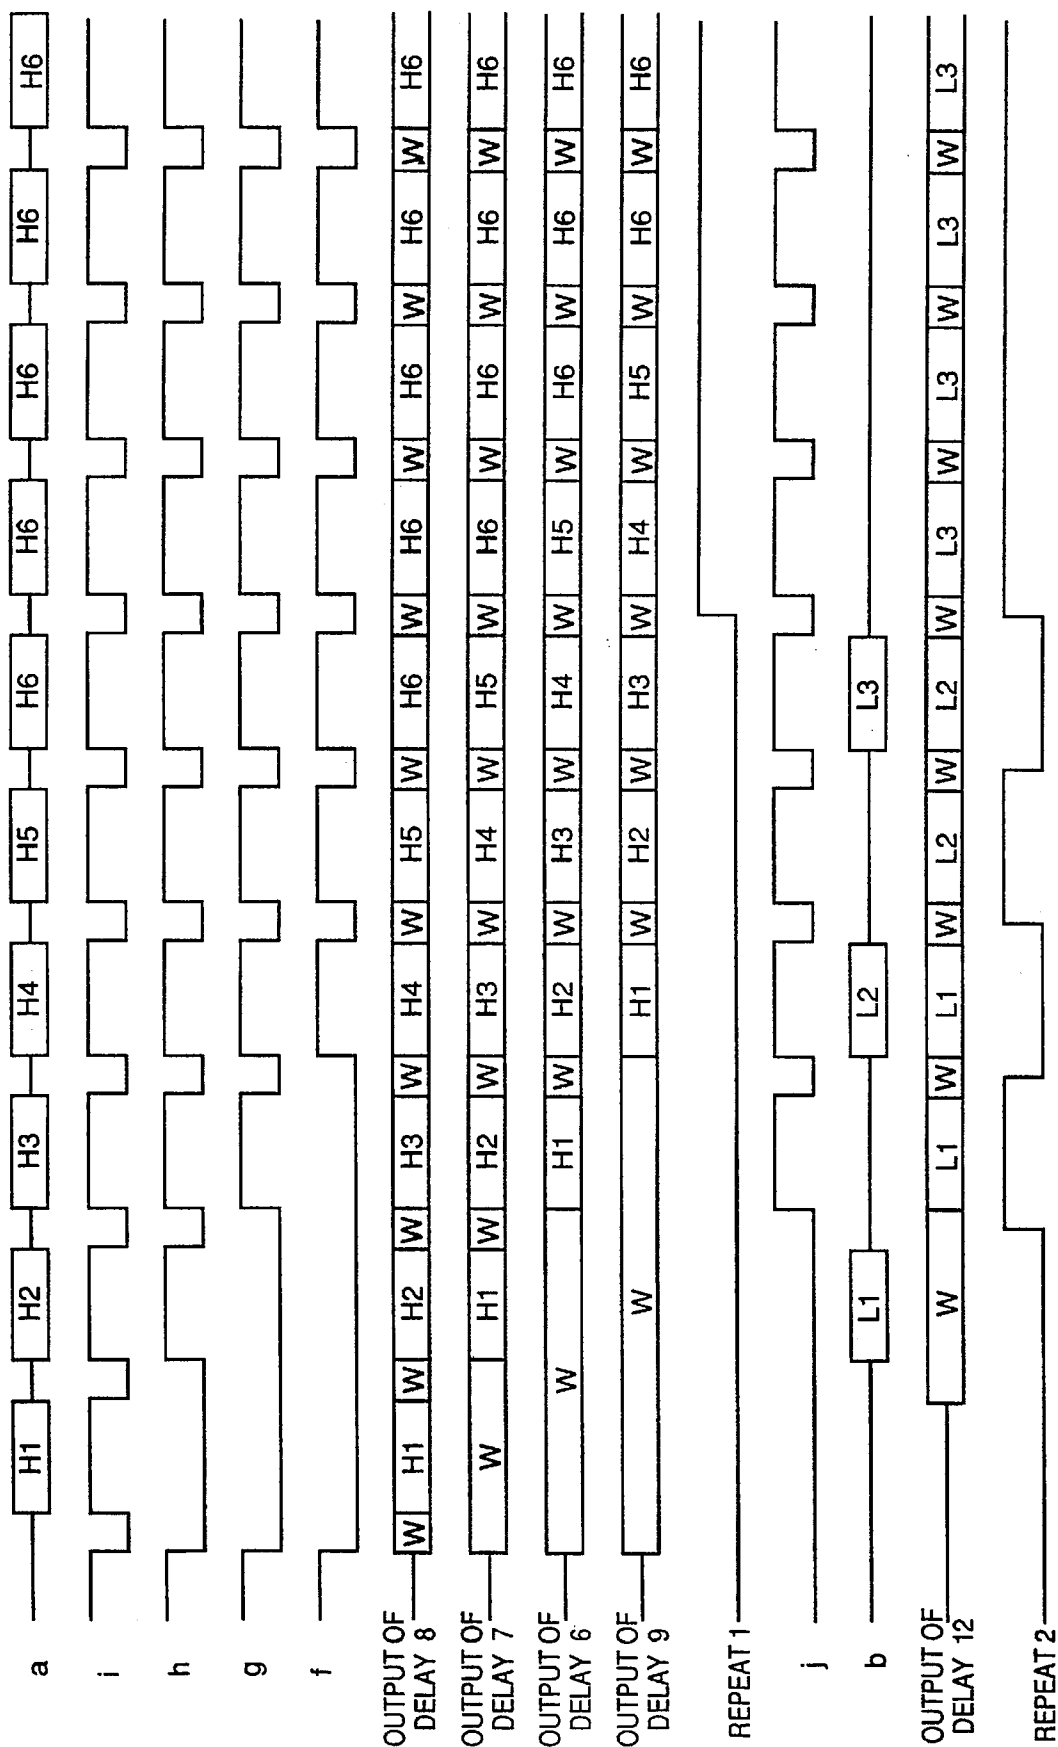 a H1 H2 H3 H4 H5 H6 H6 H6 H6 H6
i
h
g
f
OUTPUT OF
DELAY 8 W H1 W H2 W H3 W H4 W H5 W H6 W H6 W H6 W H6 W H6
OUTPUT OF
DELAY 7 W H1 W H2 W H3 W H4 W H5 W H6 W H6 W H6 W H6
OUTPUT OF
DELAY 6 W H1 W H2 W H3 W H4 W H5 W H6 W H6 W H6
OUTPUT OF
DELAY 9 W H1 W H2 W H3 W H4 W H5 W H6 W H6
REPEAT 1
j
b L1 L2 L3
OUTPUT OF
DELAY 12 W L1 W L1 W L2 W L2 W L3 W L3 W L3 W L3
REPEAT 2